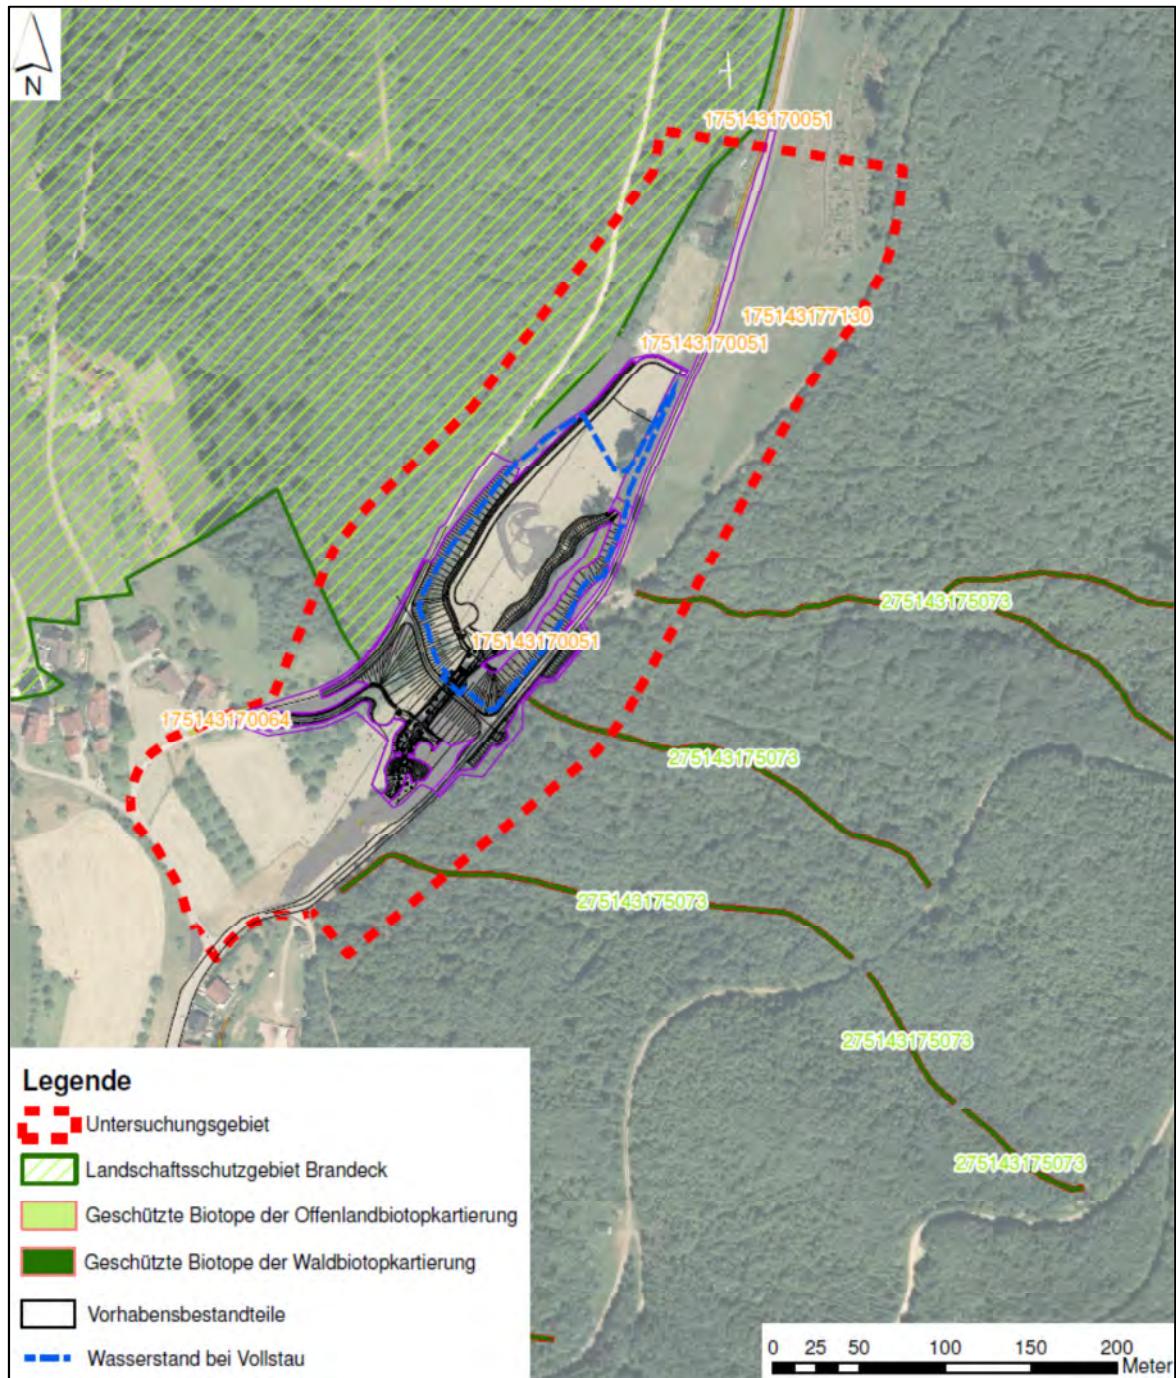 N
175143170051
175143177130
175143170051
275143175073
175143170051
175143170064
275143175073
275143175073
275143175073
275143175073
Legende
Untersuchungsgebiet
Landschaftsschutzgebiet Brandeck
Geschützte Biotope der Offenlandbiotopkartierung
Geschützte Biotope der Waldbiotopkartierung
Vorhabensbestandteile
Wasserstand bei Vollstau
0 25 50 100 150 200
Meter